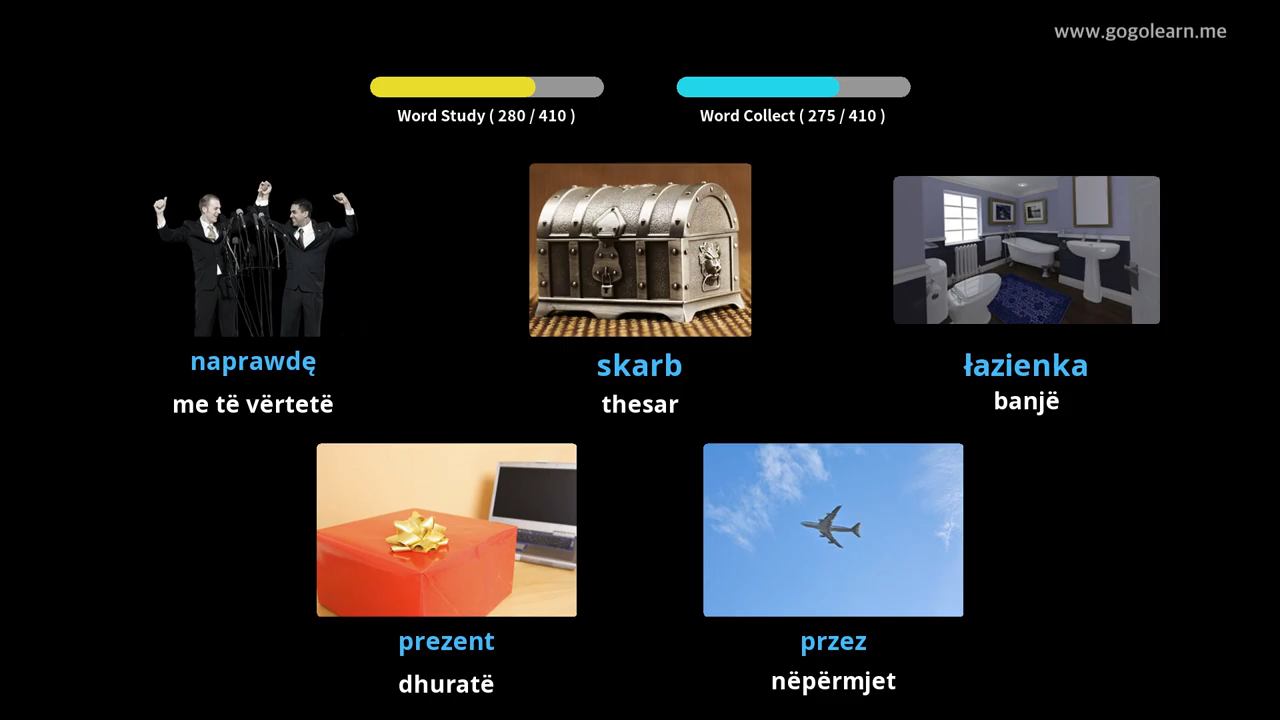 www.gogolearn.me
Word Study ( 280 / 410 )
Word Collect ( 275 / 410 )
naprawdę
me të vërtetë
skarb
thesar
łazienka
banjë
prezent
dhuratë
przez
nëpërmjet